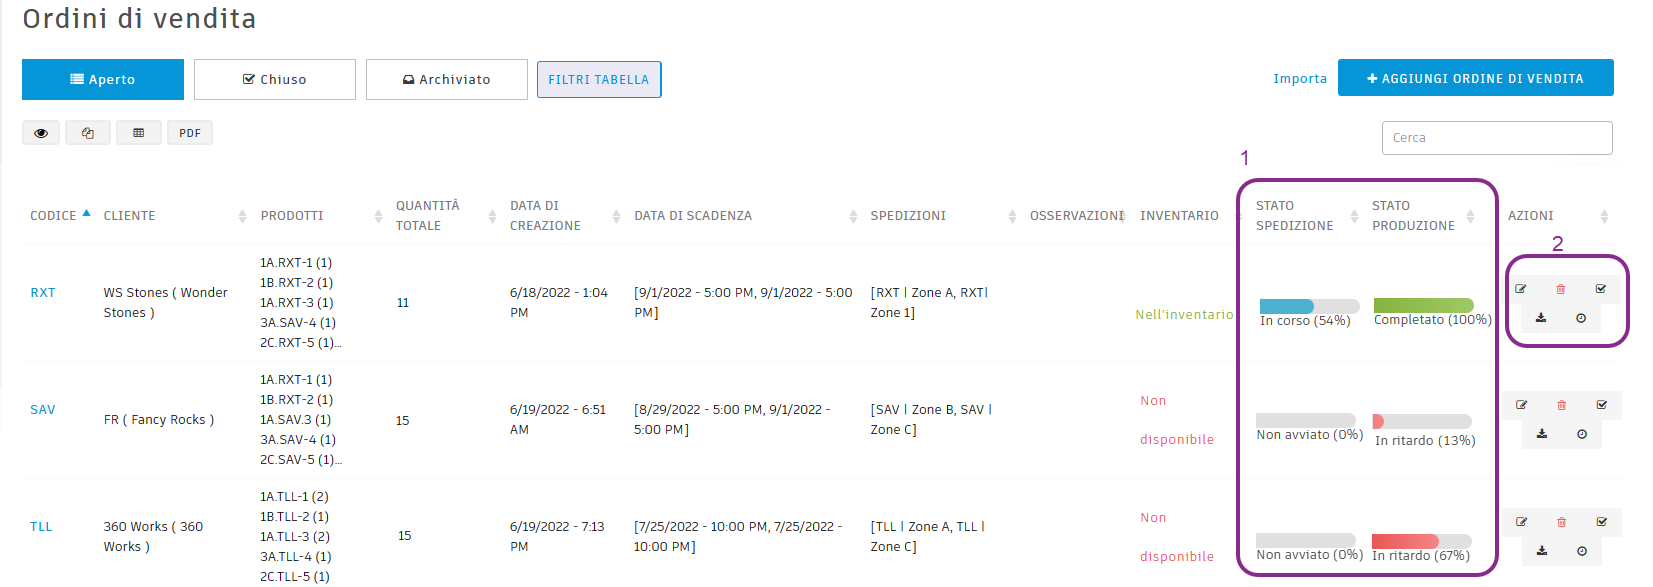 Ordini di vendita
Aperto
Chiuso
Archiviato
FILTRI TABELLA
Importa
AGGIUNGI ORDINE DI VENDITA
PDF
Cerca
1
CODICE
CLIENTE
PRODOTTI
QUANTITÀ
TOTALE
DATA DI
CREAZIONE
DATA DI SCADENZA
SPEDIZIONI
OSSERVAZIONI
INVENTARIO
STATO
SPEDIZIONE
STATO
PRODUZIONE
AZIONI
2
RXT
WS Stones ( Wonder
Stones )
1A.RXT-1 (1)
1B.RXT-2 (1)
1A.RXT-3 (1)
3A.SAV-4 (1)
2C.RXT-5 (1)...
11
6/18/2022 - 1:04
PM
[9/1/2022 - 5:00 PM, 9/1/2022 - 5:00
PM]
[RXT | Zone A, RXT|
Zone 1]
Nell'inventario
In corso (54%)
Completato (100%)
SAV
FR ( Fancy Rocks )
1A.RXT-1 (1)
1B.RXT-2 (1)
1A.SAV.3 (1)
3A.SAV-4 (1)
2C.SAV-5 (1)...
15
6/19/2022 - 6:51
AM
[8/29/2022 - 5:00 PM, 9/1/2022 -
5:00 PM]
[SAV | Zone B, SAV |
Zone C]
Non
disponibile
Non avviato (0%)
In ritardo (13%)
TLL
360 Works ( 360
Works )
1A.TLL-1 (2)
1B.TLL-2 (1)
1A.TLL-3 (2)
3A.TLL-4 (1)
2C.TLL-5 (1)
15
6/19/2022 - 7:13
PM
[7/25/2022 - 10:00 PM, 7/25/2022 -
10:00 PM]
[TLL | Zone A, TLL |
Zone C]
Non
disponibile
Non avviato (0%)
In ritardo (67%)